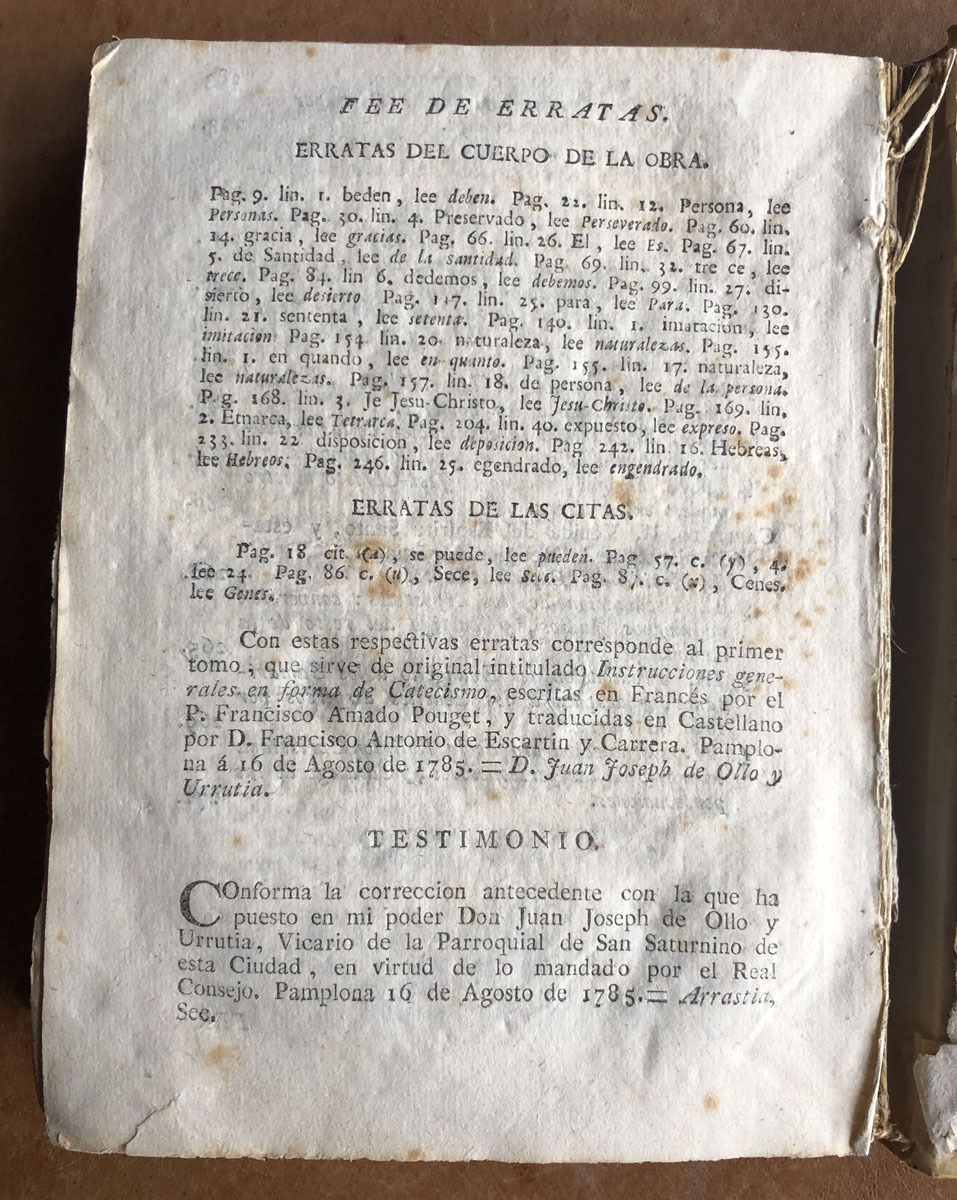 FEE DE ERRATAS.
ERRATAS DEL CUERPO DE LA OBRA.
Pag. 9. lin. 1. beden, lee deben. Pag. 22. lin. 12. Persona, lee
Personas. Pag. 30. lin. 4. Preservado, lee Perseverado. Pag. 60. lin.
14. gracia, lee gracias. Pag. 66. lin. 26. El, lee Es. Pag. 67. lin.
5. de Santidad, lee de la santidad. Pag. 69. lin. 32. tre ce, lee
trece. Pag. 84. lin 6. dedemos, lee debemos. Pag. 99. lin. 27. di-
sierto, lee desierto Pag. 117. lin. 25. para, lee Para. Pag. 130.
lin. 21. sententa, lee setenta. Pag. 140. lin. 1. imatacion, lee
imitacion Pag. 154 lin. 20. naturaleza, lee naturalezas. Pag. 155.
lin. 1. en quando, lee en quanto. Pag. 155. lin. 17. naturaleza,
lee naturalezas. Pag. 157. lin. 18. de persona, lee de la persona.
Pag. 168. lin. 3. Je Jesu-Christo, lee Jesu-Christo. Pag. 169. lin.
2. Etnarca, lee Tetrarca. Pag. 204. lin. 40. expuesto, lee expreso. Pag.
233. lin. 22. disposicion, lee deposicion. Pag 242. lin 16. Hebreas,
lee Hebreos. Pag. 246. lin. 25. egendrado, lee engendrado.
ERRATAS DE LAS CITAS.
Pag. 18 cit. (a), se puede, lee pueden. Pag 57. c. (y), 4.
lee 24. Pag. 86. c. (u), Sece, lee Sess. Pag. 87. c. (x), Cenes.
lee Genes.
Con estas respectivas erratas corresponde al primer
tomo, que sirve de original intitulado Instrucciones gene-
rales en forma de Catecismo, escritas en Francés por el
P. Francisco Amado Pouget, y traducidas en Castellano
por D. Francisco Antonio de Escartin y Carrera. Pamplo-
na á 16 de Agosto de 1785. = D. Juan Joseph de Ollo y
Urrutia.
TESTIMONIO.
COnforma la correccion antecedente con la que ha
puesto en mi poder Don Juan Joseph de Ollo y
Urrutia, Vicario de la Parroquial de San Saturnino de
esta Ciudad, en virtud de lo mandado por el Real
Consejo. Pamplona 16 de Agosto de 1785. = Arrastia,
Sec.